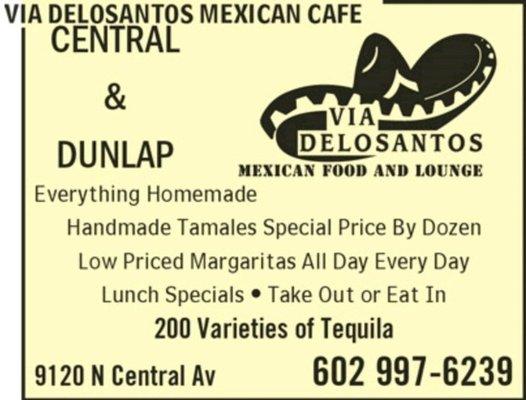 VIA DELOSANTOS MEXICAN CAFE
CENTRAL
&
DUNLAP
VIA
DELOSANTOS
MEXICAN FOOD AND LOUNGE
Everything Homemade
Handmade Tamales Special Price By Dozen
Low Priced Margaritas All Day Every Day
Lunch Specials • Take Out or Eat In
200 Varieties of Tequila
9120 N Central Av
602 997-6239